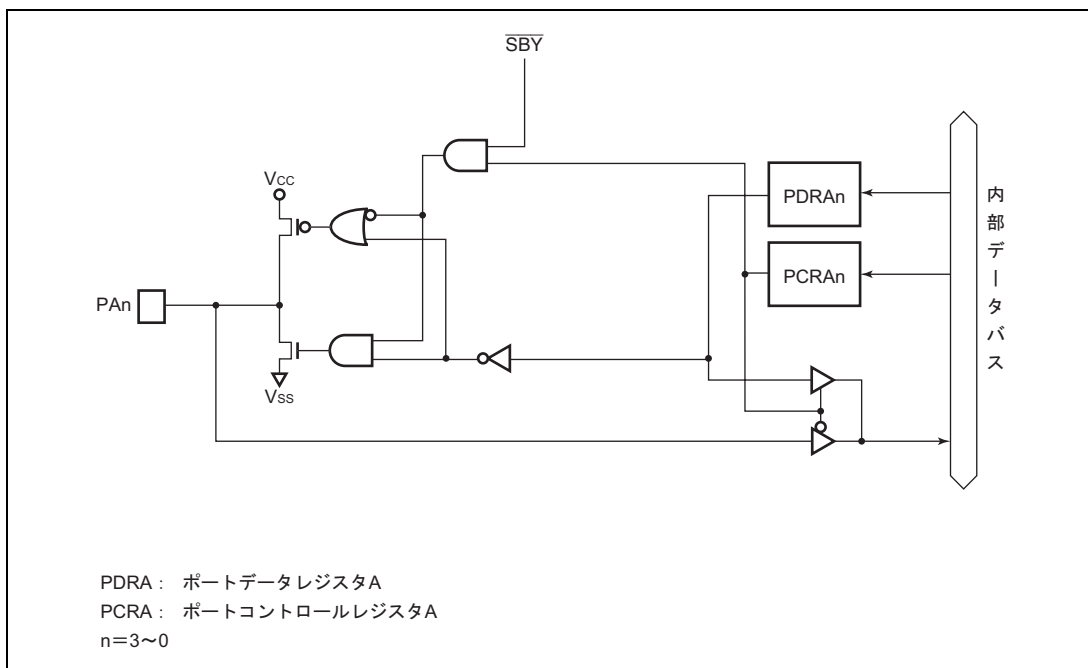 SBY
VCC
PDRAn
PCRAn
PAn
VSS
内部データバス
PDRA： ポートデータレジスタA
PCRA： ポートコントロールレジスタA
n＝3～0